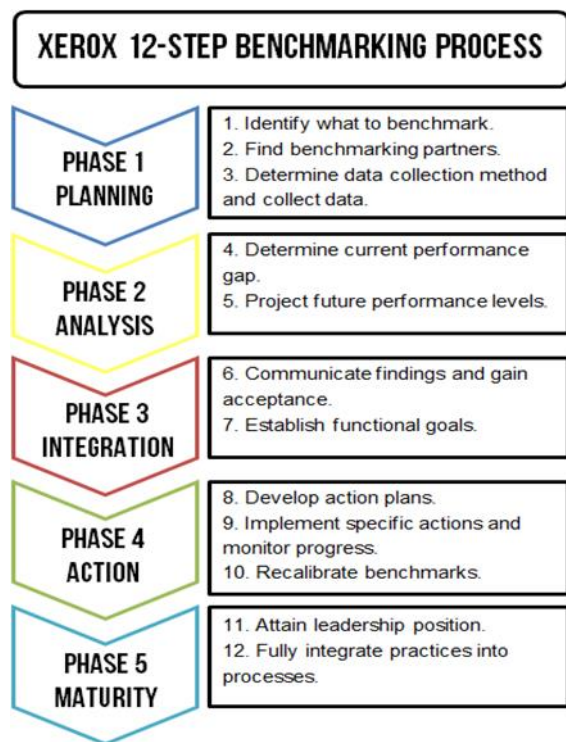 XEROX 12-STEP BENCHMARKING PROCESS
PHASE 1
PLANNING
1. Identify what to benchmark.
2. Find benchmarking partners.
3. Determine data collection method
and collect data.
PHASE 2
ANALYSIS
4. Determine current performance
gap.
5. Project future performance levels.
PHASE 3
INTEGRATION
6. Communicate findings and gain
acceptance.
7. Establish functional goals.
PHASE 4
ACTION
8. Develop action plans.
9. Implement specific actions and
monitor progress.
10. Recalibrate benchmarks.
PHASE 5
MATURITY
11. Attain leadership position.
12. Fully integrate practices into
processes.